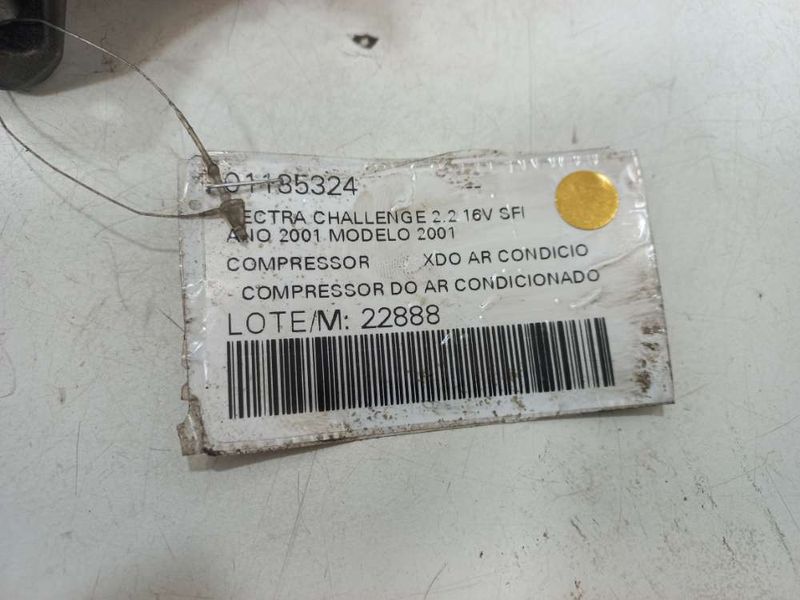 01185324
ECTRA CHALLENGE 2.2 16V SFI
ANO 2001 MODELO 2001
COMPRESSOR XDO AR CONDICIO
COMPRESSOR DO AR CONDICIONADO
LOTE/M: 22888